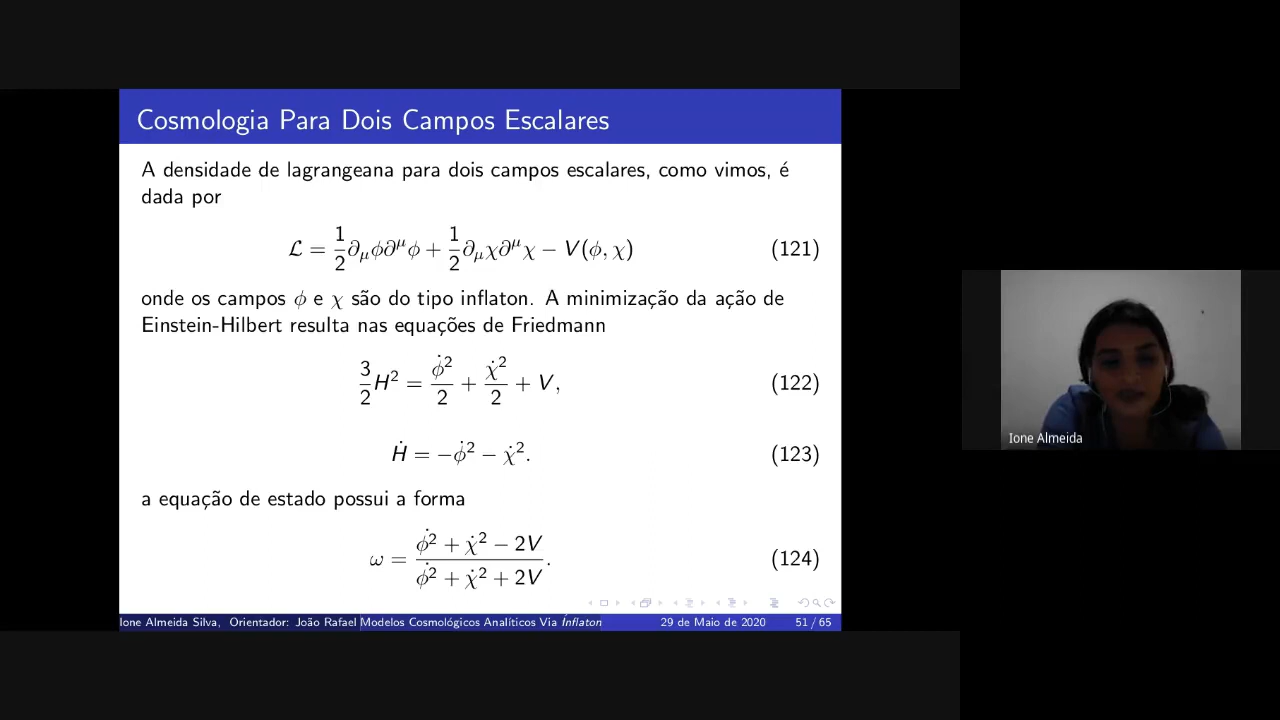 Cosmologia Para Dois Campos Escalares
A densidade de lagrangeana para dois campos escalares, como vimos, é
dada por
ℒ = 1/2 ∂_μϕ∂^μϕ + 1/2 ∂_μχ∂^μχ − V(ϕ, χ) (121)
onde os campos ϕ e χ são do tipo inflaton. A minimização da ação de
Einstein-Hilbert resulta nas equações de Friedmann
3/2 H² = ϕ̇²/2 + χ̇²/2 + V, (122)
Ḣ = −ϕ̇² − χ̇². (123)
a equação de estado possui a forma
ω = (ϕ̇² + χ̇² − 2V)/(ϕ̇² + χ̇² + 2V). (124)
Ione Almeida Silva, Orientador: João Rafael Modelos Cosmológicos Analíticos Via Inflaton 29 de Maio de 2020 51 / 65
Ione Almeida